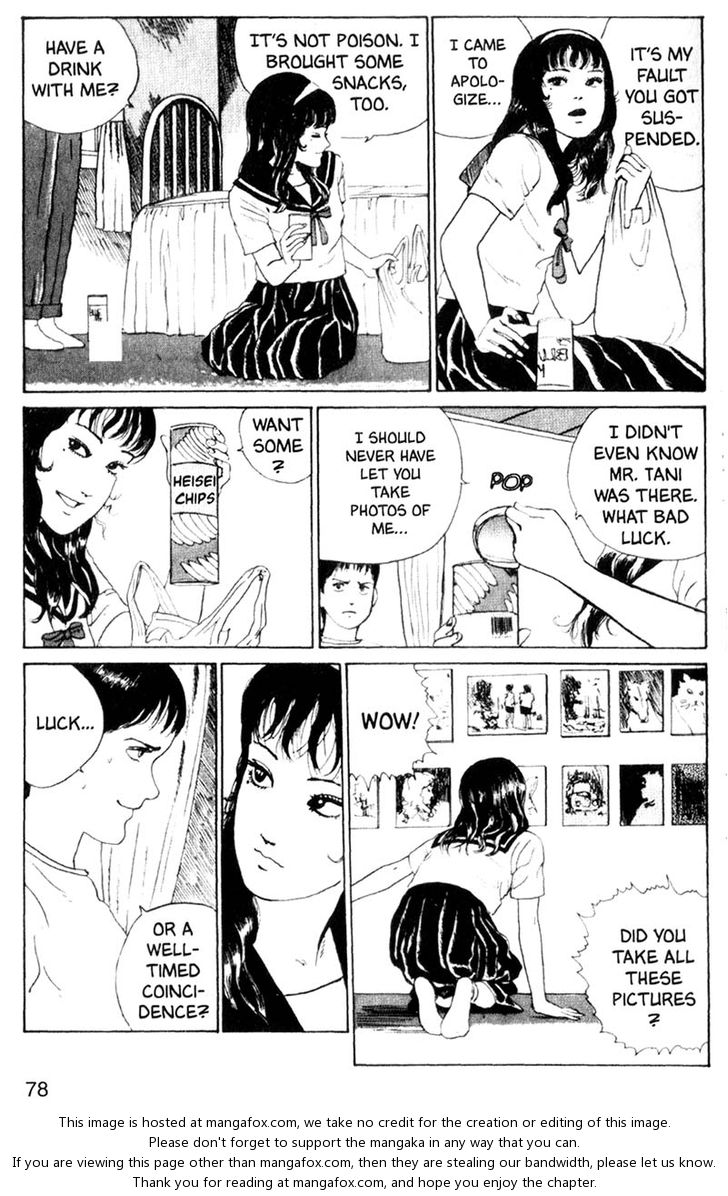 HAVE A
DRINK
WITH ME?
IT'S NOT POISON. I
BROUGHT SOME
SNACKS,
TOO.
I CAME
TO
APOLO-
GIZE...
IT'S MY
FAULT
YOU GOT
SUS-
PENDED.
WANT
SOME
?
HEISEI
CHIPS
I SHOULD
NEVER HAVE
LET YOU
TAKE
PHOTOS OF
ME...
POP
I DIDN'T
EVEN KNOW
MR. TANI
WAS THERE.
WHAT BAD
LUCK.
LUCK...
OR A
WELL-
TIMED
COINCI-
DENCE?
WOW!
DID YOU
TAKE ALL
THESE
PICTURES
?
78
This image is hosted at mangafox.com, we take no credit for the creation or editing of this image.
Please don't forget to support the mangaka in any way that you can.
If you are viewing this page other than mangafox.com, then they are stealing our bandwidth, please let us know.
Thank you for reading at mangafox.com, and hope you enjoy the chapter.